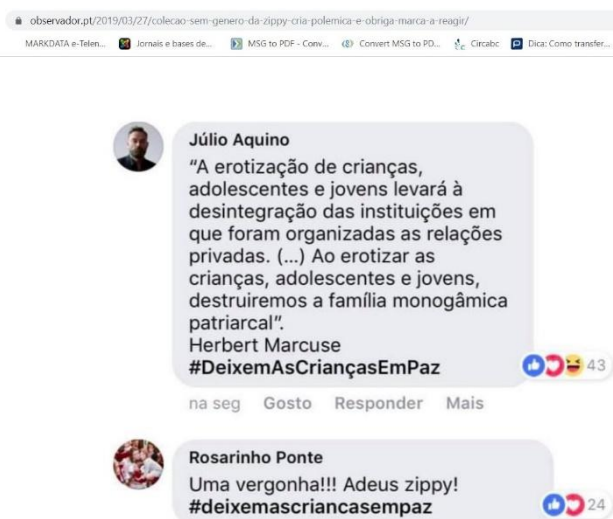 observador.pt/2019/03/27/colecao-sem-genero-da-zippy-cria-polemica-e-obriga-marca-a-reagir/
MARKDATA e-Telen... Jornais e bases de... MSG to PDF - Conv... Convert MSG to PD... Circabc Dica: Como transfer...
Júlio Aquino
“A erotização de crianças,
adolescentes e jovens levará à
desintegração das instituições em
que foram organizadas as relações
privadas. (...) Ao erotizar as
crianças, adolescentes e jovens,
destruiremos a família monogâmica
patriarcal”.
Herbert Marcuse
#DeixemAsCriançasEmPaz 43
na seg Gosto Responder Mais
Rosarinho Ponte
Uma vergonha!!! Adeus zippy!
#deixemascriancasempaz 24